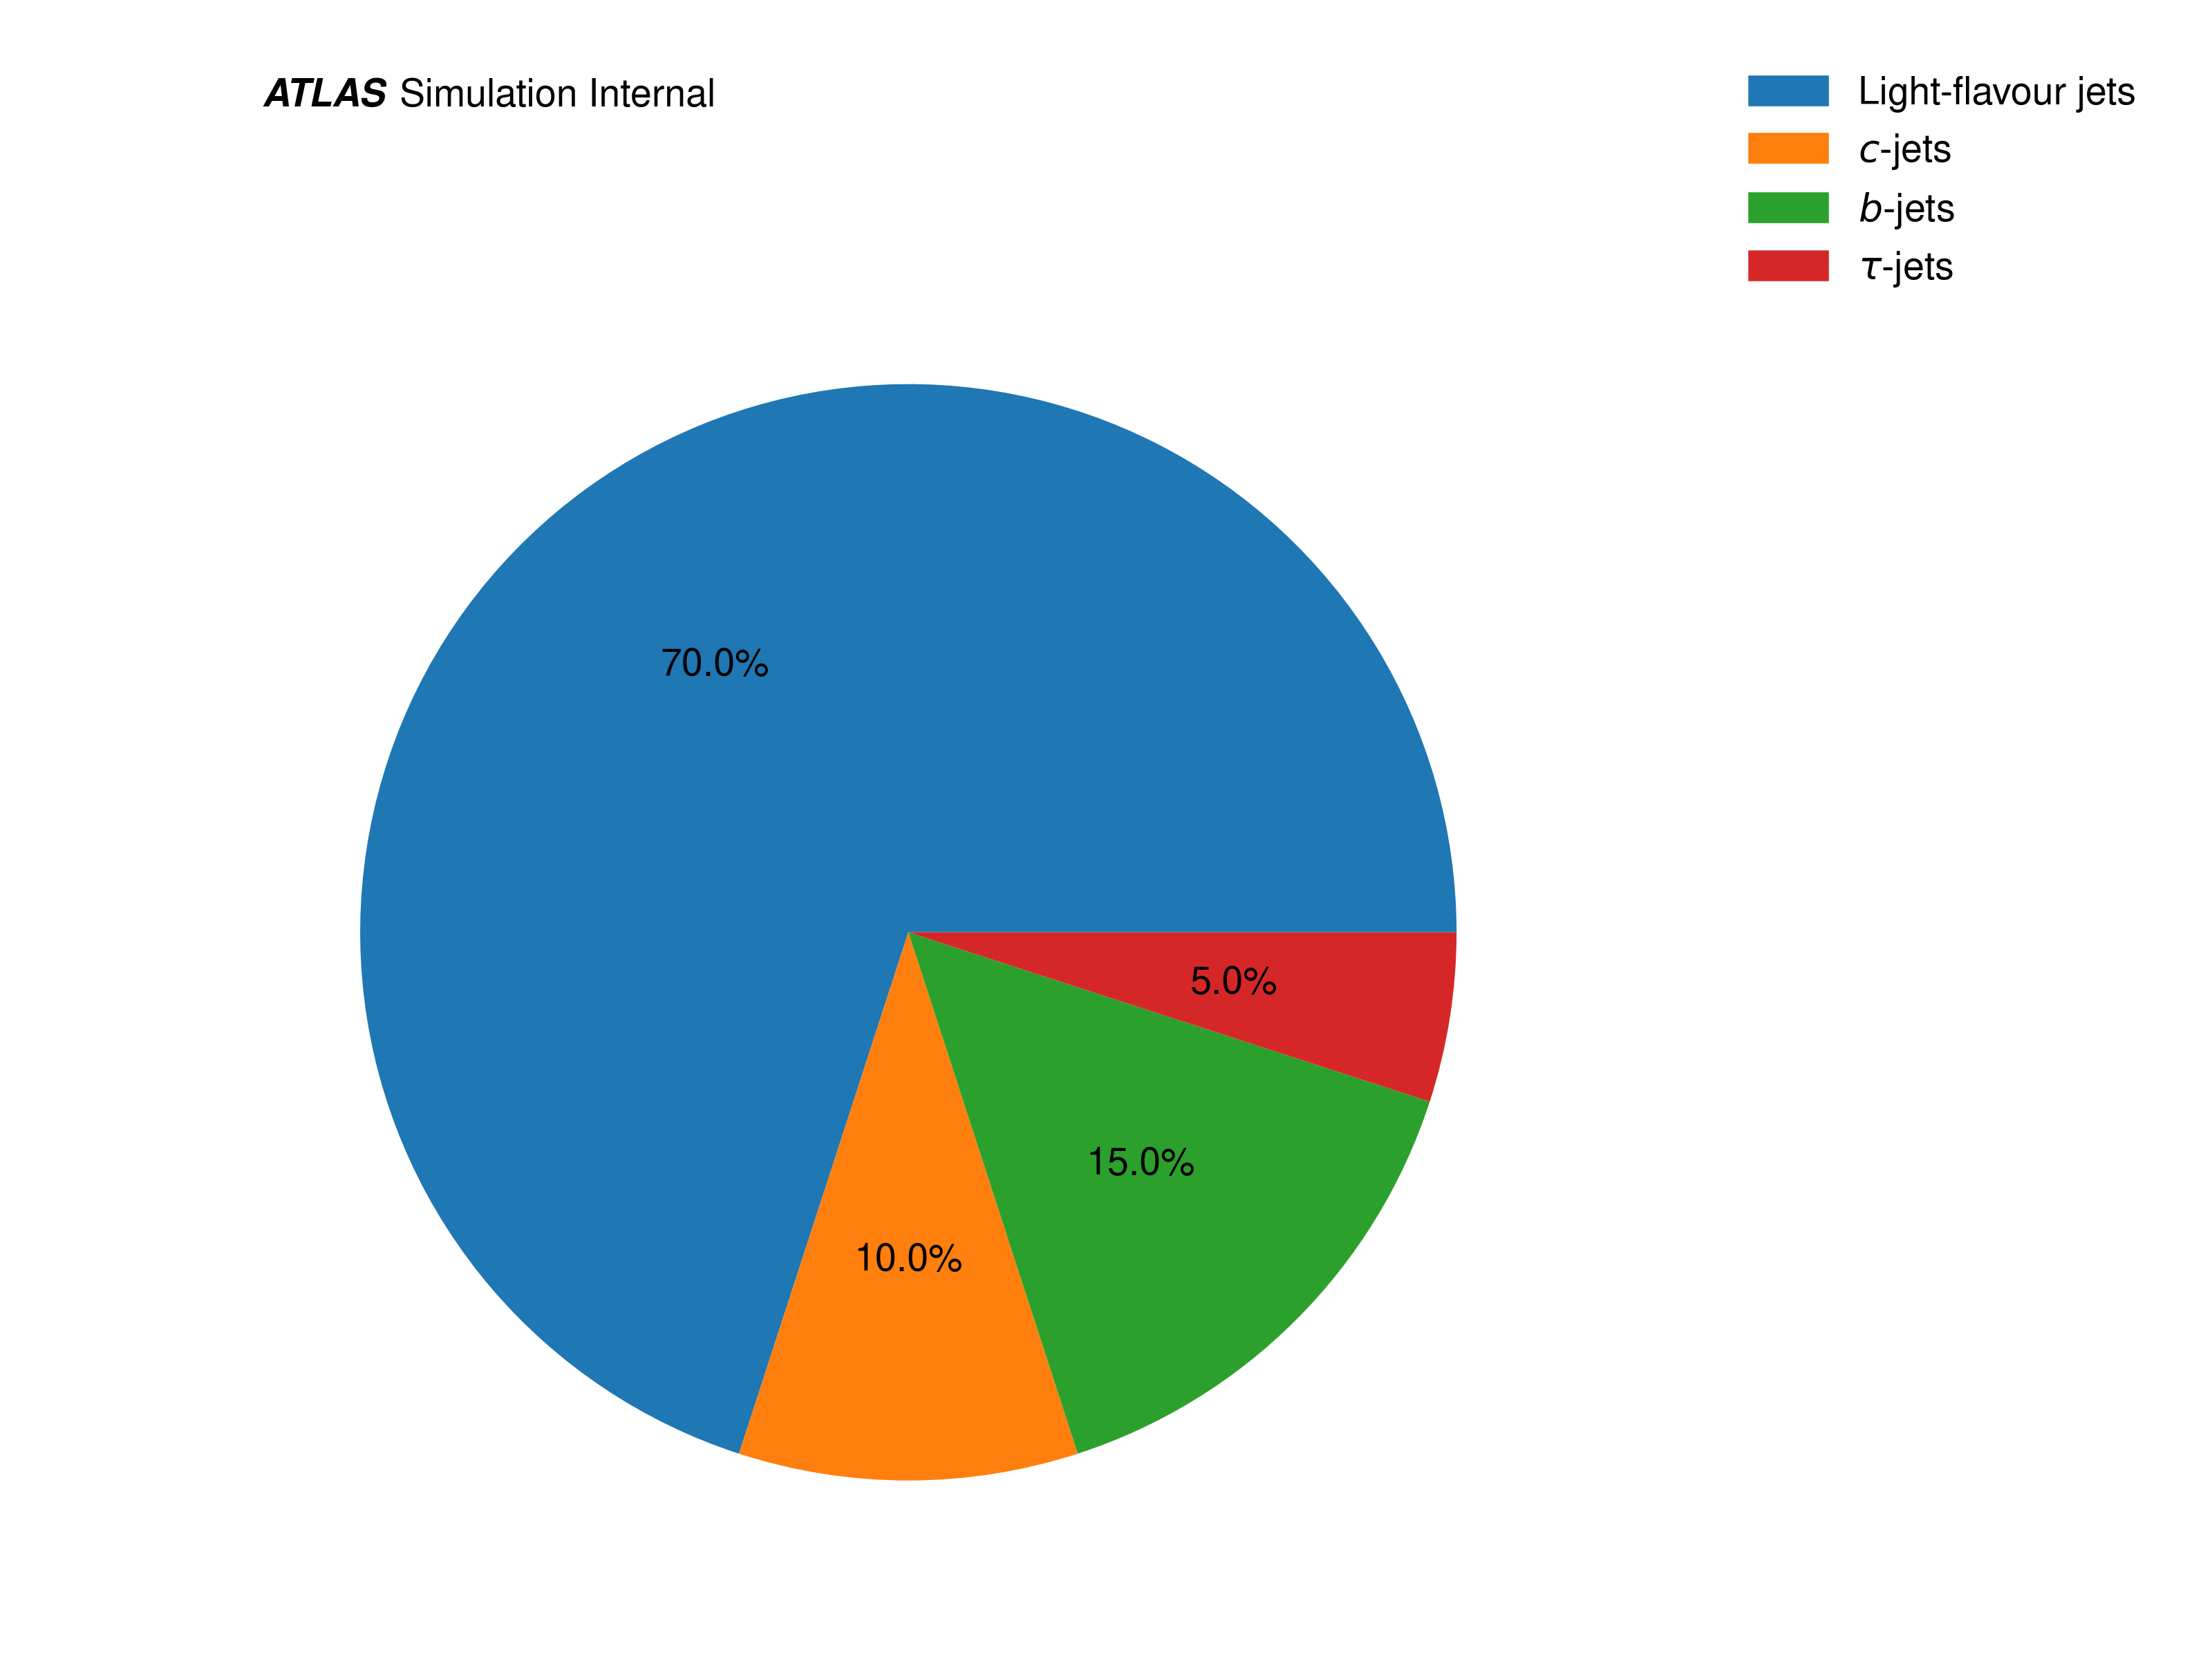 ATLAS Simulation Internal
Light-flavour jets
c-jets
b-jets
τ-jets
70.0%
5.0%
15.0%
10.0%